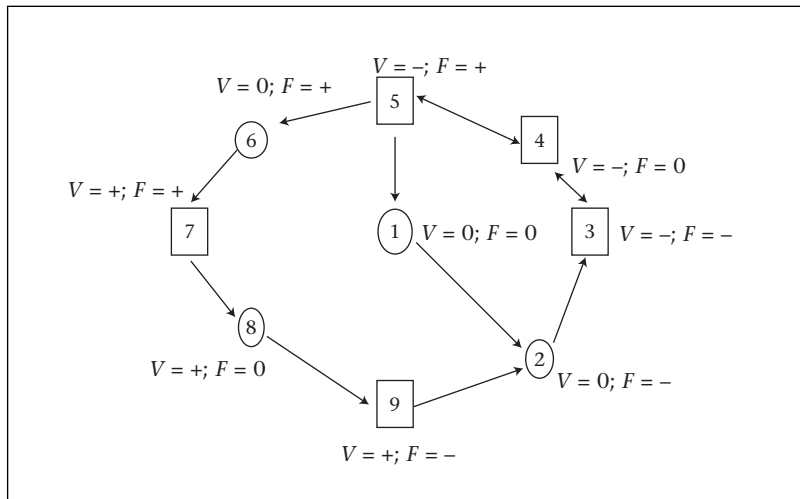 V = –; F = +
V = 0; F = +
5
6
4
V = –; F = 0
V = +; F = +
7
1
V = 0; F = 0
3
V = –; F = –
8
V = +; F = 0
2
V = 0; F = –
9
V = +; F = –